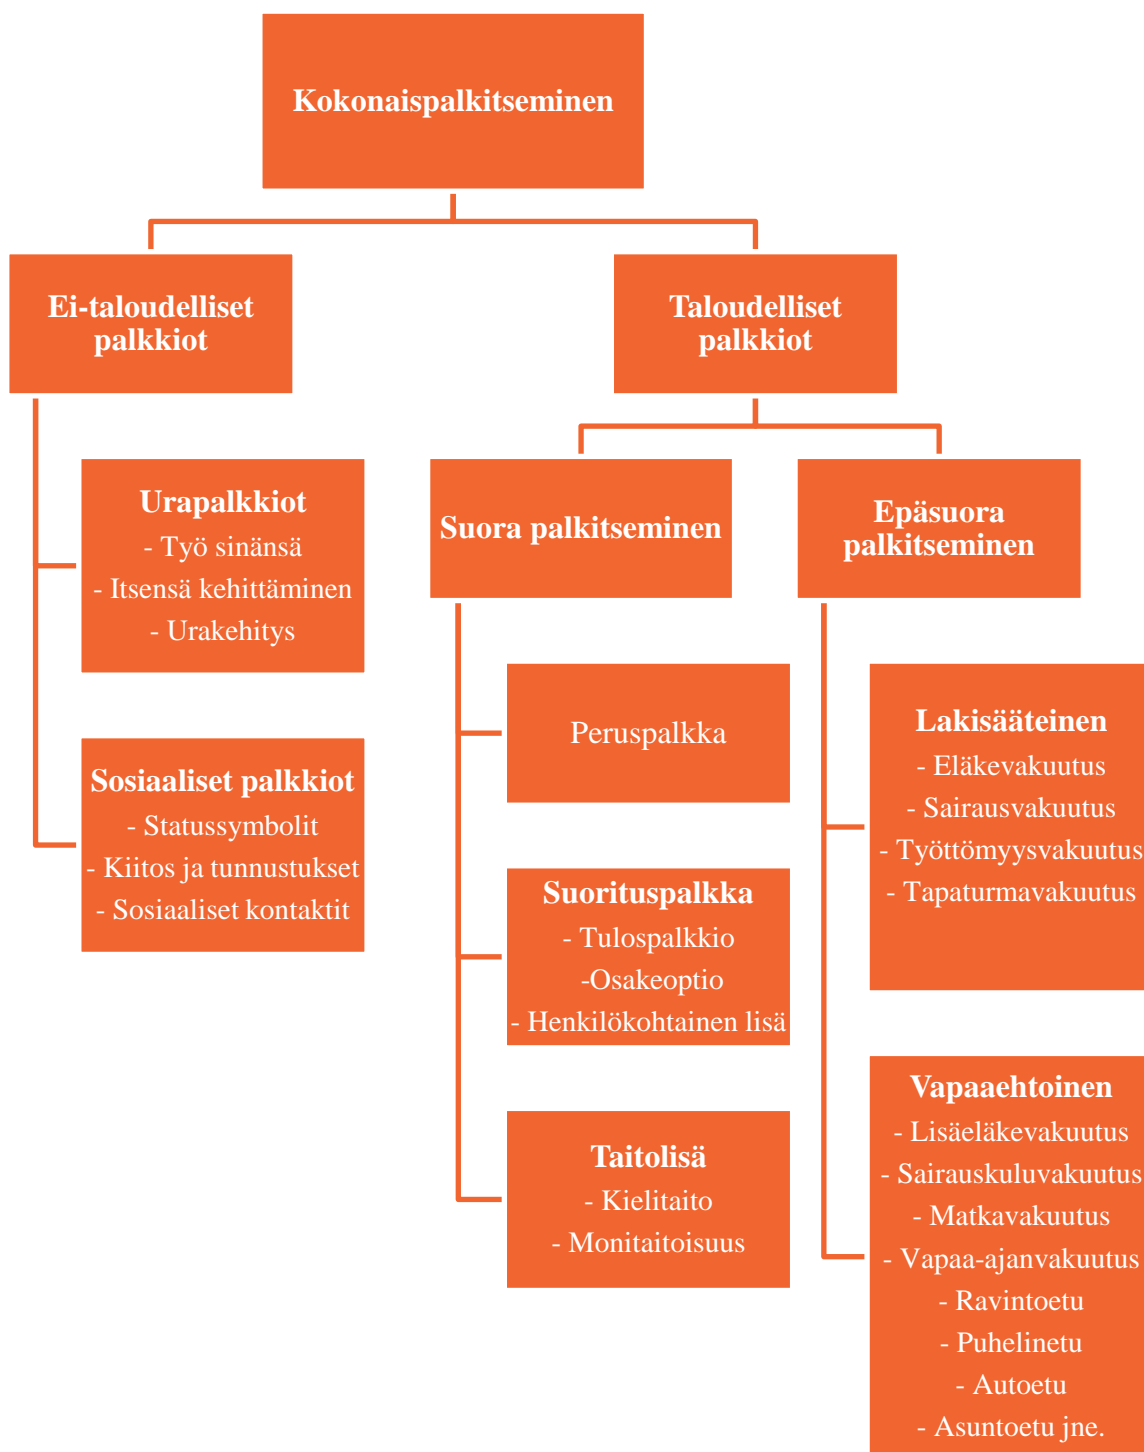 Kokonaispalkitseminen
Ei-taloudelliset
palkkiot
Taloudelliset
palkkiot
Urapalkkiot
- Työ sinänsä
- Itsensä kehittäminen
- Urakehitys
Sosiaaliset palkkiot
- Statussymbolit
- Kiitos ja tunnustukset
- Sosiaaliset kontaktit
Suora palkitseminen
Peruspalkka
Suorituspalkka
- Tulospalkkio
-Osakeoptio
- Henkilökohtainen lisä
Taitolisä
- Kielitaito
- Monitaitoisuus
Epäsuora
palkitseminen
Lakisääteinen
- Eläkevakuutus
- Sairausvakuutus
- Työttömyysvakuutus
- Tapaturmavakuutus
Vapaaehtoinen
- Lisäeläkevakuutus
- Sairauskuluvakuutus
- Matkavakuutus
- Vapaa-ajanvakuutus
- Ravintoetu
- Puhelinetu
- Autoetu
- Asuntoetu jne.